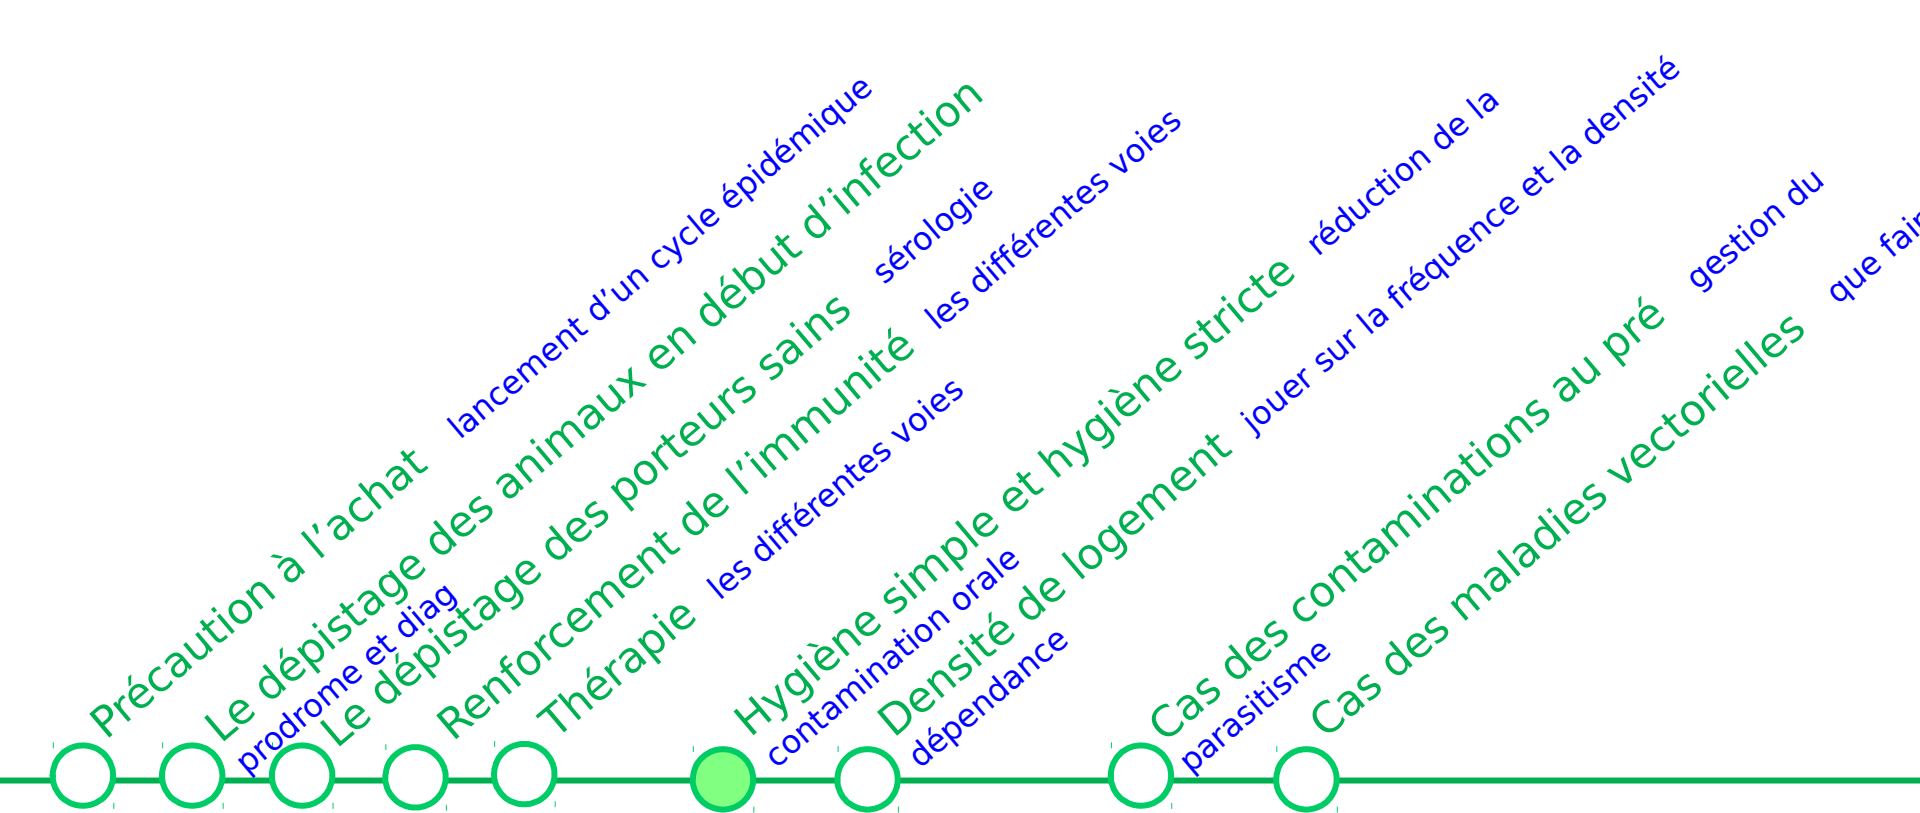 Précaution à l’achat lancement d’un cycle épidémique
Le dépistage des animaux en début d’infection
prodrome et diag
Le dépistage des porteurs sains sérologie
Renforcement de l’immunité les différentes voies
Thérapie les différentes voies
Hygiène simple et hygiène stricte réduction de la
contamination orale
Densité de logement jouer sur la fréquence et la densité
dépendance
Cas des contaminations au pré gestion du
parasitisme
Cas des maladies vectorielles que